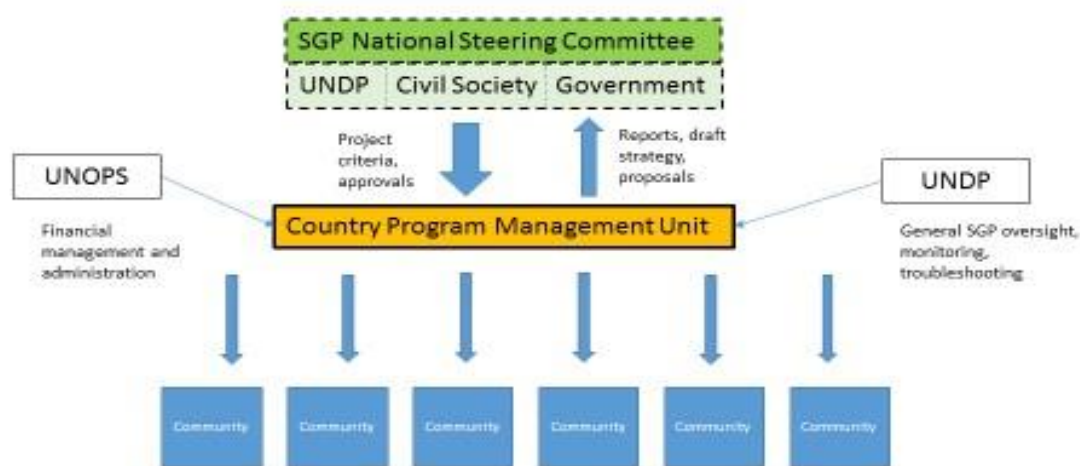 SGP National Steering Committee
UNDP Civil Society Government
Project
criteria,
approvals
Reports, draft
strategy,
proposals
UNOPS
UNDP
Country Program Management Unit
Financial
management and
administration
General SGP oversight,
monitoring,
troubleshooting
Community Community Community Community Community Community